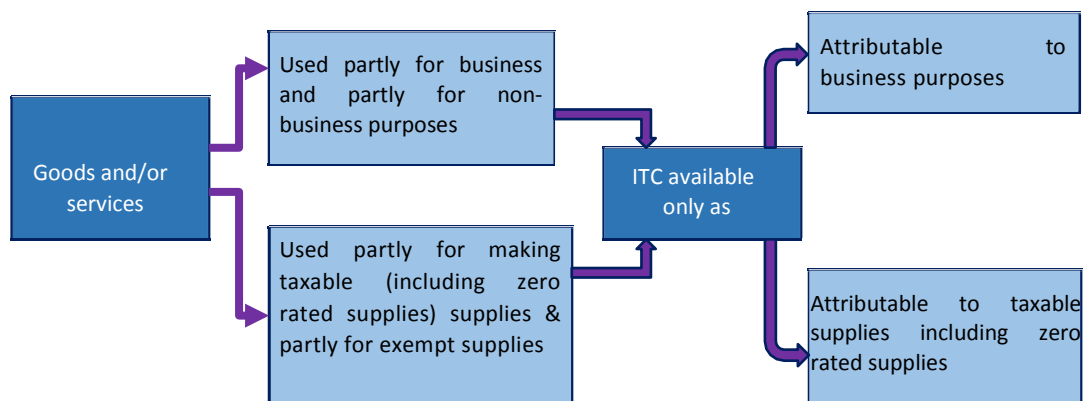 Goods and/or
services
Used partly for business
and partly for non-
business purposes
Used partly for making
taxable (including zero
rated supplies) supplies &
partly for exempt supplies
ITC available
only as
Attributable to
business purposes
Attributable to taxable
supplies including zero
rated supplies